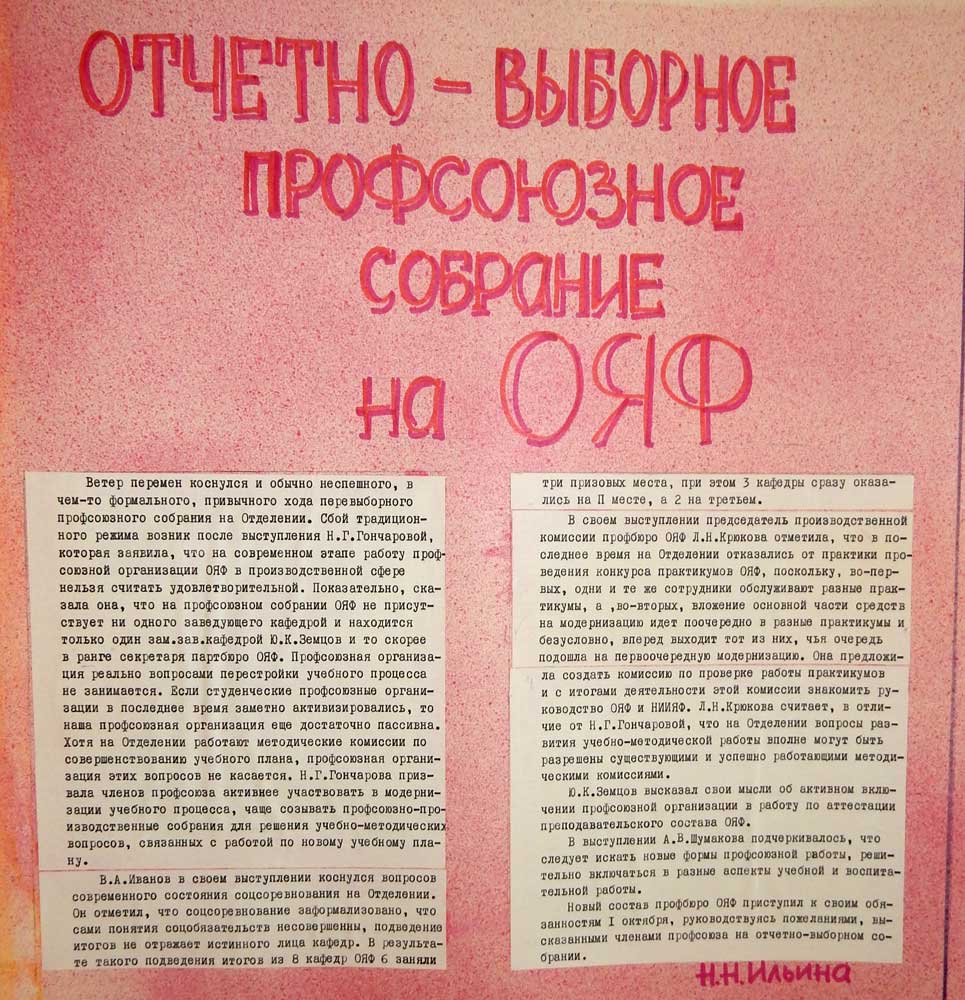 ОТЧЕТНО – ВЫБОРНОЕ
ПРОФСОЮЗНОЕ
СОБРАНИЕ
на ОЯФ
Ветер перемен коснулся и обычно неспешного, в
чем-то формального, привычного хода перевыборного
профсоюзного собрания на Отделении. Сбой традицион-
ного режима возник после выступления Н.Г.Гончаровой,
которая заявила, что на современном этапе работу проф-
союзной организации ОЯФ в производственной сфере
нельзя считать удовлетворительной. Показательно, ска-
зала она, что на профсоюзном собрании ОЯФ не присут-
ствует ни одного заведующего кафедрой и находится
только один зам.зав.кафедрой Ю.К.Земцов и то скорее
в ранге секретаря партбюро ОЯФ. Профсоюзная организа-
ция реально вопросами перестройки учебного процесса
не занимается. Если студенческие профсоюзные органи-
зации в последнее время заметно активизировались, то
наша профсоюзная организация еще достаточно пассивна.
Хотя на Отделении работают методические комиссии по
совершенствованию учебного плана, профсоюзная органи-
зация этих вопросов не касается. Н.Г.Гончарова приз-
вала членов профсоюза активнее участвовать в модерни-
зации учебного процесса, чаще созывать профсоюзно-про-
изводственные собрания для решения учебно-методических
вопросов, связанных с работой по новому учебному пла-
ну.
В.А.Иванов в своем выступлении коснулся вопросов
современного состояния соцсоревнования на Отделении.
Он отметил, что соцсоревнование заформализовано, что
сами понятия соцобязательств несовершенны, подведение
итогов не отражает истинного лица кафедр. В результа-
те такого подведения итогов из 8 кафедр ОЯФ 6 заняли
три призовых места, при этом 3 кафедры сразу оказа-
лись на П месте, а 2 на третьем.
В своем выступлении председатель производственной
комиссии профбюро ОЯФ Л.Н.Крюкова отметила, что в по-
следнее время на Отделении отказались от практики про-
ведения конкурса практикумов ОЯФ, поскольку, во-пер-
вых, одни и те же сотрудники обслуживают разные прак-
тикумы, а ,во-вторых, вложение основной части средств
на модернизацию идет поочередно в разные практикумы и
безусловно, вперед выходит тот из них, чья очередь
подошла на первоочередную модернизацию. Она предложи-
ла создать комиссию по проверке работы практикумов
и с итогами деятельности этой комиссии знакомить ру-
ководство ОЯФ и НИИЯФ. Л.Н.Крюкова считает, в отли-
чие от Н.Г.Гончаровой, что на Отделении вопросы раз-
вития учебно-методической работы вполне могут быть
разрешены существующими и успешно работающими методи-
ческими комиссиями.
Ю.К.Земцов высказал свои мысли об активном вклю-
чении профсоюзной организации в работу по аттестации
преподавательского состава ОЯФ.
В выступлении А.В.Шумакова подчеркивалось, что
следует искать новые формы профсоюзной работы, реши-
тельно включаться в разные аспекты учебной и воспита-
тельной работы.
Новый состав профбюро ОЯФ приступил к своим обя-
занностям I октября, руководствуясь пожеланиями, вы-
сказанными членами профсоюза на отчетно-выборном со-
брании.
Н.Н.Ильина